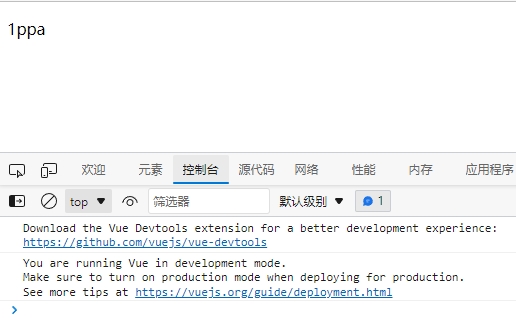 1ppa
欢迎 元素 控制台 源代码 网络 性能 内存 应用程序
top 筛选器 默认级别 1
Download the Vue Devtools extension for a better development experience:
https://github.com/vuejs/vue-devtools
You are running Vue in development mode.
Make sure to turn on production mode when deploying for production.
See more tips at https://vuejs.org/guide/deployment.html